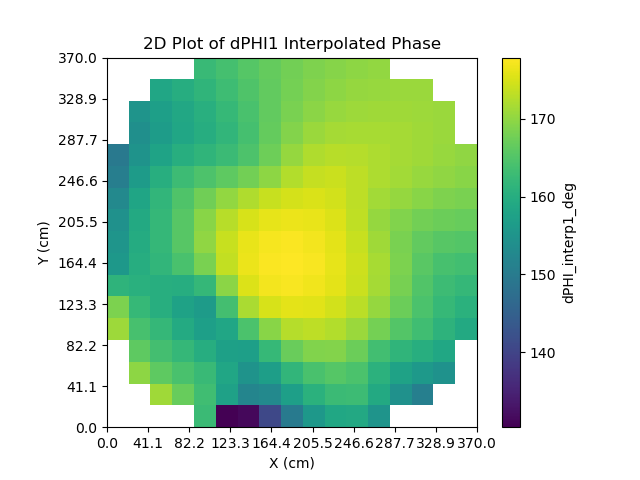 2D Plot of dPHI1 Interpolated Phase
370.0
328.9
287.7
246.6
205.5
164.4
123.3
82.2
41.1
0.0
Y (cm)
0.0 41.1 82.2 123.3 164.4 205.5 246.6 287.7 328.9 370.0
X (cm)
170
160
150
140
dPHI_interp1_deg